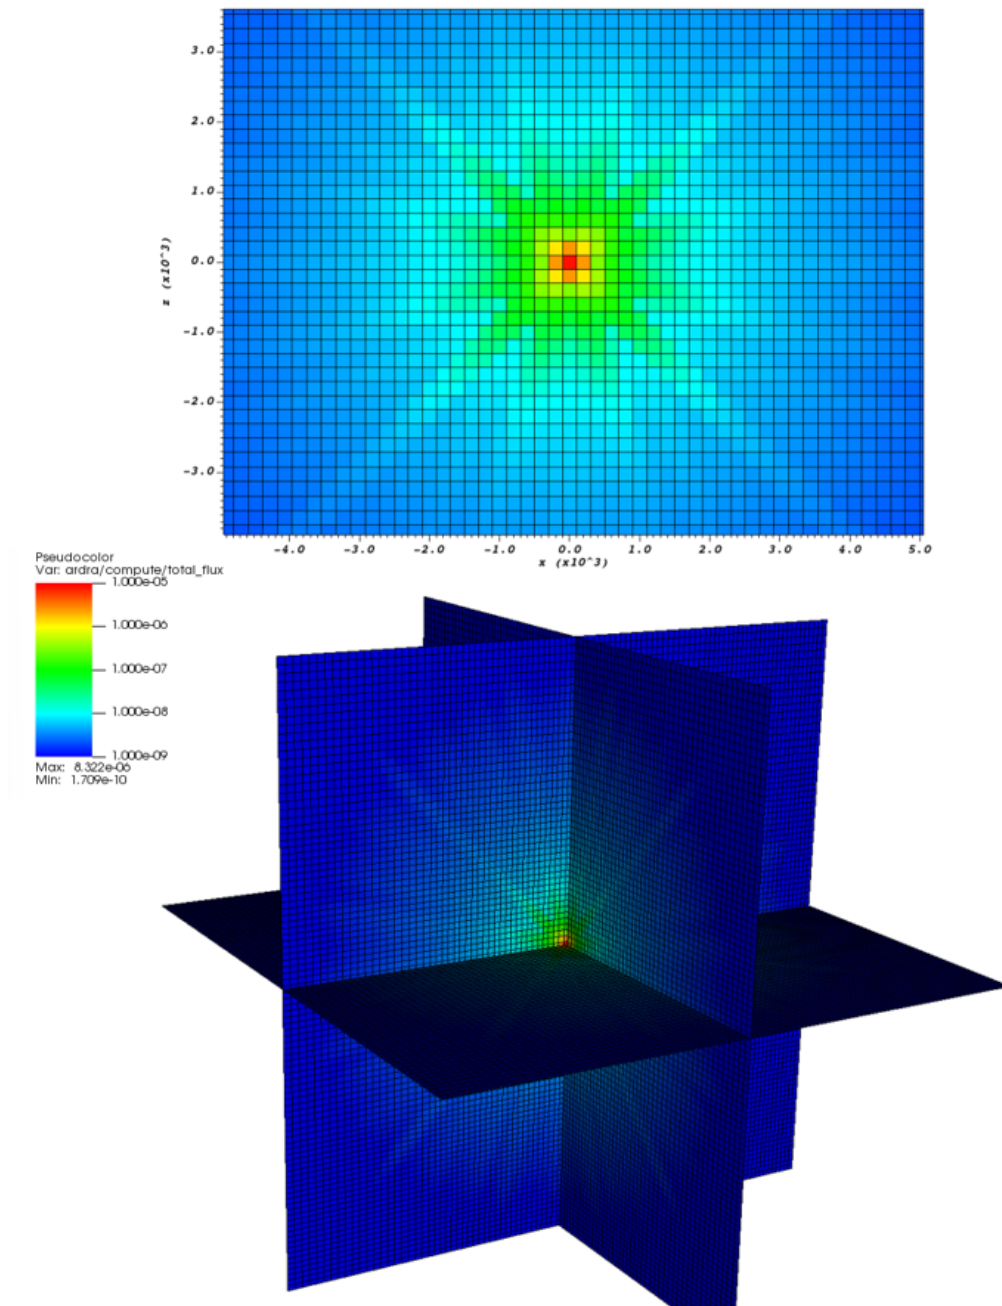 3.0
2.0
1.0
0.0
-1.0
-2.0
-3.0
z (x10^3)
-4.0 -3.0 -2.0 -1.0 0.0 1.0 2.0 3.0 4.0 5.0
x (x10^3)
Pseudocolor
Var: ardra/compute/total_flux
1.000e-05
1.000e-06
1.000e-07
1.000e-08
1.000e-09
Max: 8.322e-06
Min: 1.709e-10